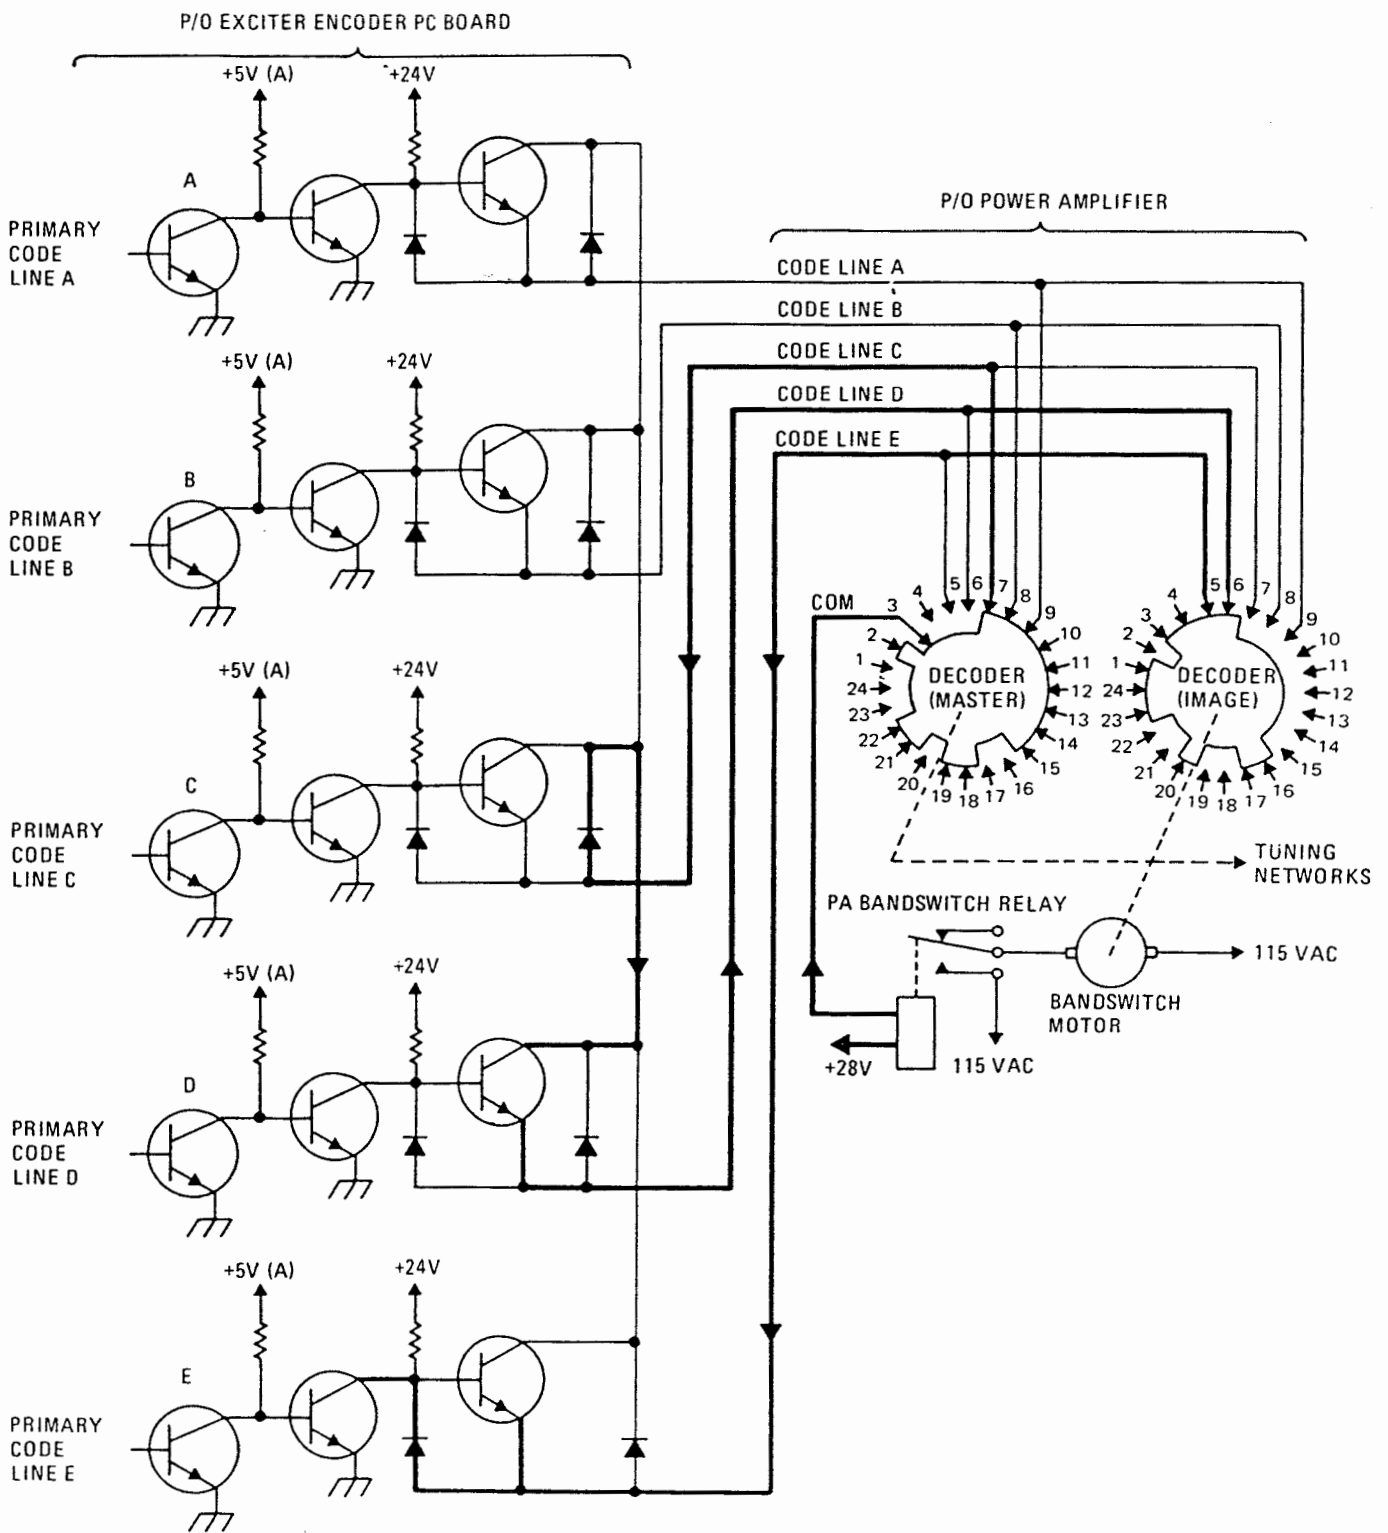 P/O EXCITER ENCODER PC BOARD
+5V (A)
+24V
A
PRIMARY
CODE
LINE A
P/O POWER AMPLIFIER
CODE LINE A
CODE LINE B
CODE LINE C
CODE LINE D
CODE LINE E
+5V (A)
+24V
B
PRIMARY
CODE
LINE B
COM
3
4
5
6
7
8
9
10
11
12
13
14
15
16
17
18
19
20
21
22
23
24
1
2
DECODER
(MASTER)
3
4
5
6
7
8
9
10
11
12
13
14
15
16
17
18
19
20
21
22
23
24
1
2
DECODER
(IMAGE)
+5V (A)
+24V
C
PRIMARY
CODE
LINE C
TUNING
NETWORKS
PA BANDSWITCH RELAY
115 VAC
BANDSWITCH
MOTOR
+28V
115 VAC
+5V (A)
+24V
D
PRIMARY
CODE
LINE D
+5V (A)
+24V
E
PRIMARY
CODE
LINE E